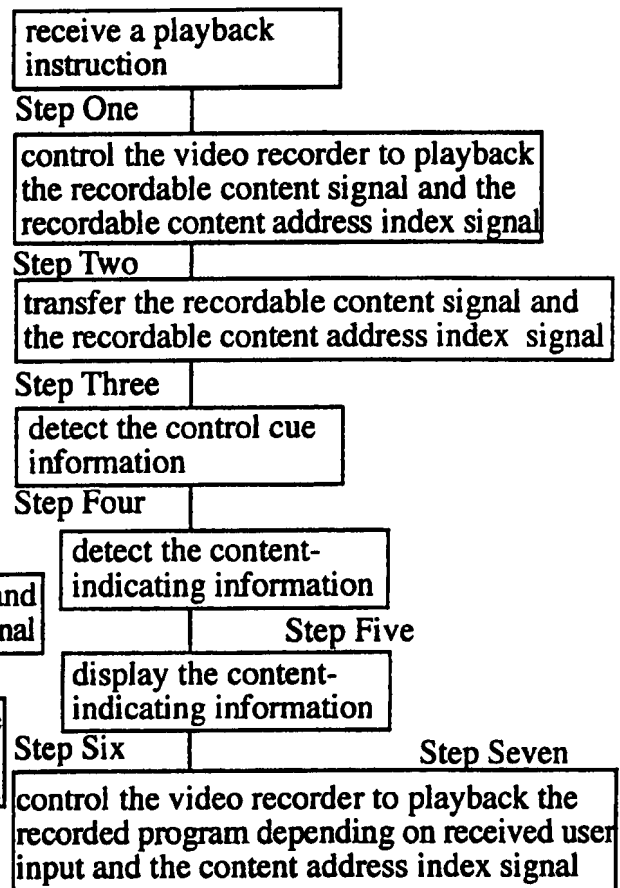 receive a playback
instruction
Step One
control the video recorder to playback
the recordable content signal and the
recordable content address index signal
Step Two
transfer the recordable content signal and
the recordable content address index signal
Step Three
detect the control cue
information
Step Four
detect the content-
indicating information
Step Five
display the content-
indicating information
Step Six
Step Seven
control the video recorder to playback the
recorded program depending on received user
input and the content address index signal